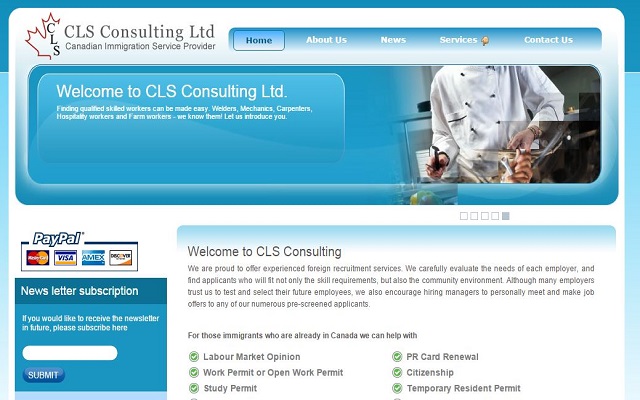 CLS
CLS Consulting Ltd
Canadian Immigration Service Provider
Home
About Us
News
Services
Contact Us
Welcome to CLS Consulting Ltd.
Finding qualified skilled workers can be made easy. Welders, Mechanics, Carpenters,
Hospitality workers and Farm workers - we know them! Let us introduce you.
PayPal
MasterCard
VISA
AMEX
DISCOVER
News letter subscription
If you would like to receive the newsletter
in future, please subscribe here
SUBMIT
Welcome to CLS Consulting
We are proud to offer experienced foreign recruitment services. We carefully evaluate the needs of each employer, and
find applicants who will fit not only the skill requirements, but also the community environment. Although many employers
trust us to test and select their future employees, we also encourage hiring managers to personally meet and make job
offers to any of our numerous pre-screened applicants.
For those immigrants who are already in Canada we can help with
Labour Market Opinion
Work Permit or Open Work Permit
Study Permit
PR Card Renewal
Citizenship
Temporary Resident Permit